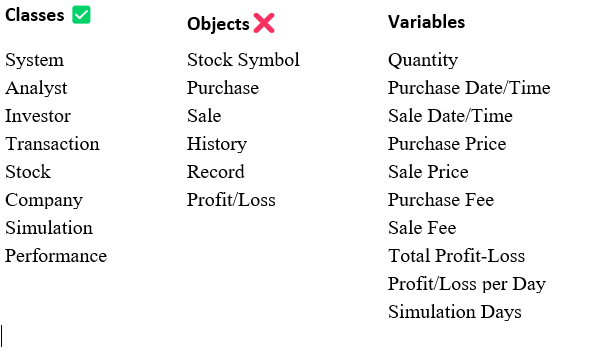 Classes ✅
Objects ❌
Variables
System
Stock Symbol
Quantity
Analyst
Purchase
Purchase Date/Time
Investor
Sale
Sale Date/Time
Transaction
History
Purchase Price
Stock
Record
Sale Price
Company
Profit/Loss
Purchase Fee
Simulation
Sale Fee
Performance
Total Profit-Loss
Profit/Loss per Day
Simulation Days